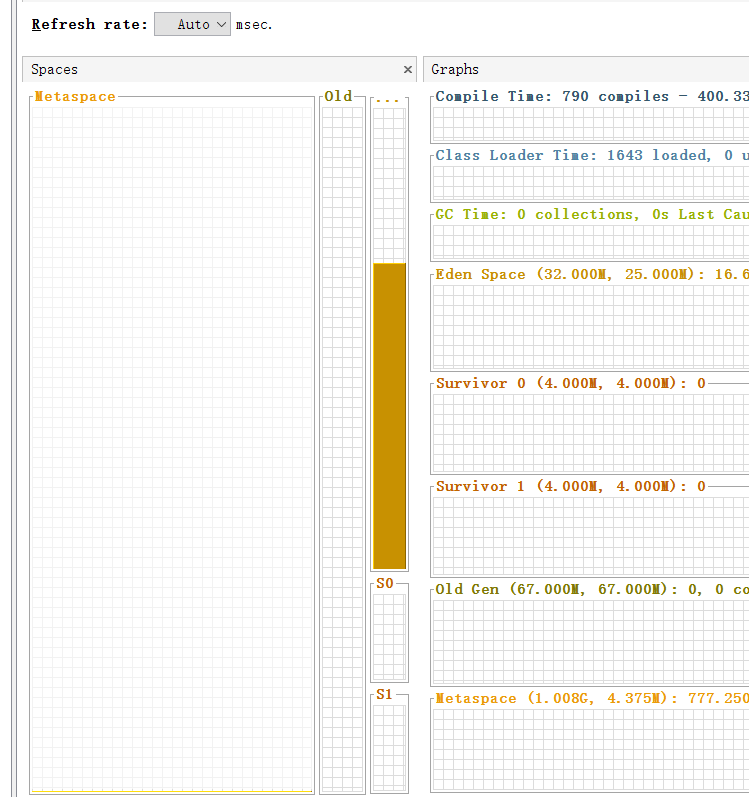 Refresh rate: Auto msec.
Spaces
Metaspace
Old
...
S0
S1
Graphs
Compile Time: 790 compiles - 400.33
Class Loader Time: 1643 loaded, 0 u
GC Time: 0 collections, 0s Last Cau
Eden Space (32.000M, 25.000M): 16.6
Survivor 0 (4.000M, 4.000M): 0
Survivor 1 (4.000M, 4.000M): 0
Old Gen (67.000M, 67.000M): 0, 0 co
Metaspace (1.008G, 4.375M): 777.250